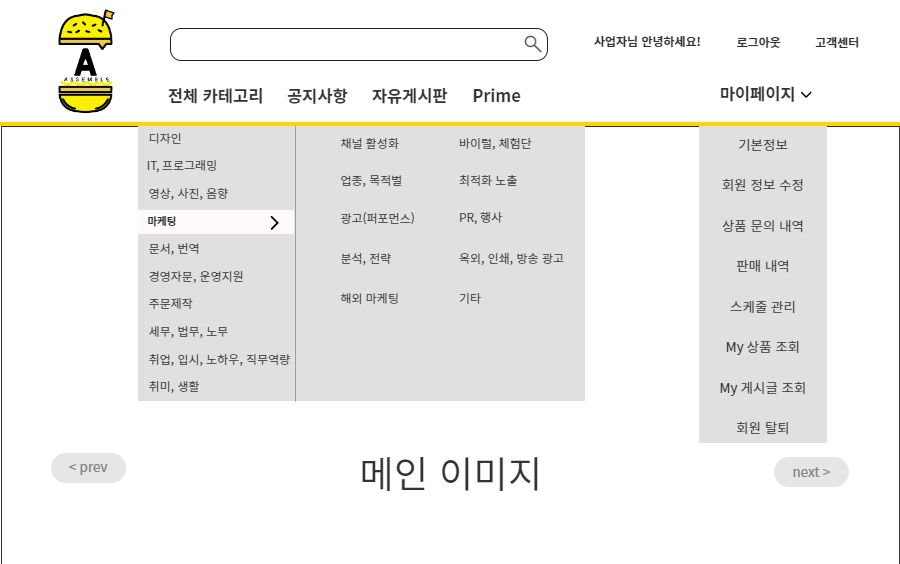 A
ASSEMBLE
사업자님 안녕하세요!
로그아웃
고객센터
전체 카테고리
공지사항
자유게시판
Prime
마이페이지
디자인
IT, 프로그래밍
영상, 사진, 음향
마케팅
문서, 번역
경영자문, 운영지원
주문제작
세무, 법무, 노무
취업, 입시, 노하우, 직무역량
취미, 생활
채널 활성화
바이럴, 체험단
업종, 목적별
최적화 노출
광고(퍼포먼스)
PR, 행사
분석, 전략
옥외, 인쇄, 방송 광고
해외 마케팅
기타
기본정보
회원 정보 수정
상품 문의 내역
판매 내역
스케줄 관리
My 상품 조회
My 게시글 조회
회원 탈퇴
< prev
메인 이미지
next >